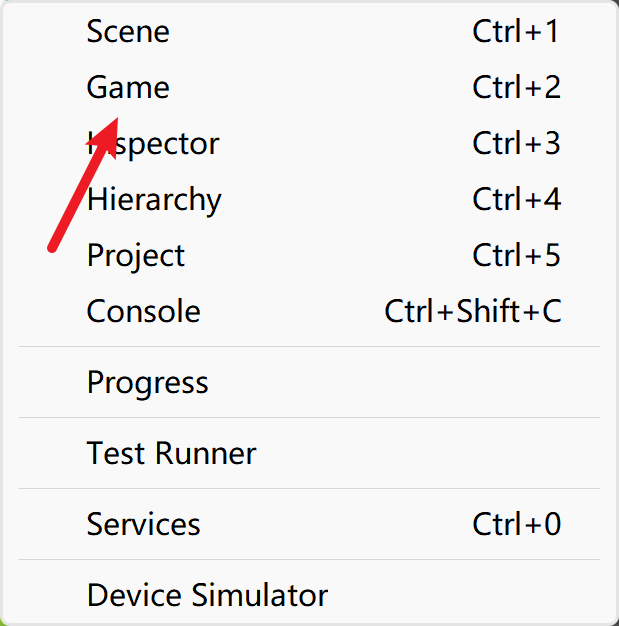 Scene Ctrl+1
Game Ctrl+2
Inspector Ctrl+3
Hierarchy Ctrl+4
Project Ctrl+5
Console Ctrl+Shift+C
Progress
Test Runner
Services Ctrl+0
Device Simulator